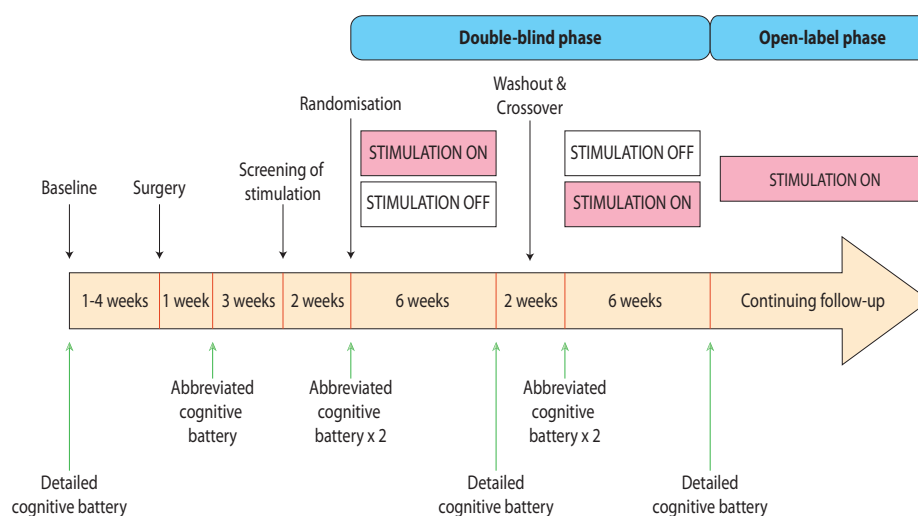 Double-blind phase
Open-label phase
Washout &
Crossover
Randomisation
STIMULATION ON
STIMULATION OFF
Screening of
stimulation
STIMULATION ON
Baseline
Surgery
STIMULATION OFF
STIMULATION ON
1-4 weeks
1 week
3 weeks
2 weeks
6 weeks
2 weeks
6 weeks
Continuing follow-up
Abbreviated
cognitive
battery
Abbreviated
cognitive
battery x 2
Abbreviated
cognitive
battery x 2
Detailed
cognitive battery
Detailed
cognitive battery
Detailed
cognitive battery